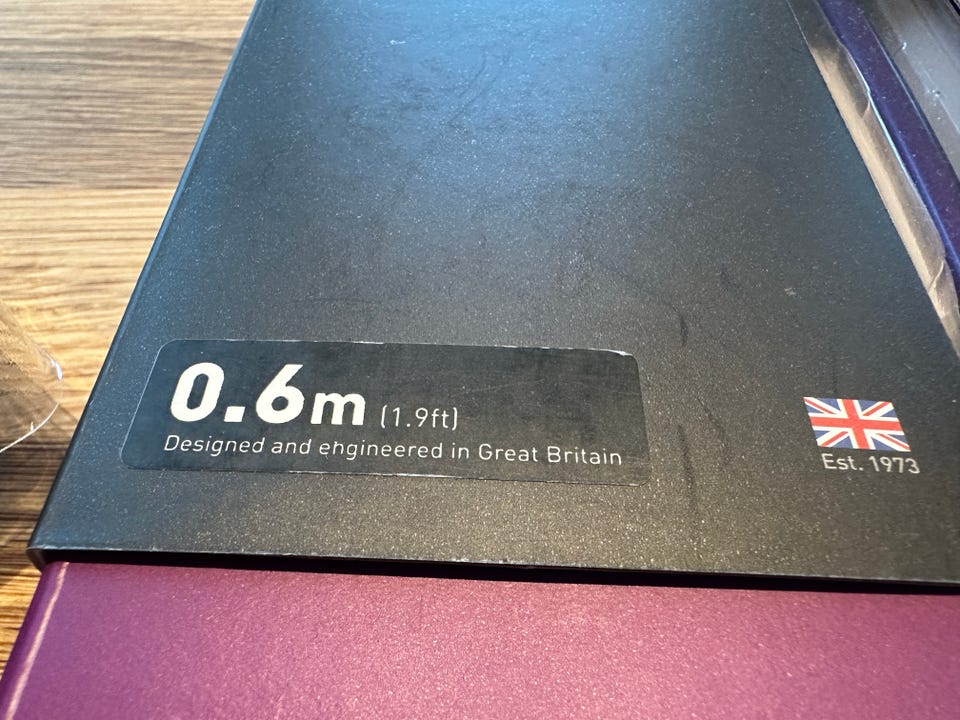 0.6m (1.9ft)
Designed and engineered in Great Britain
Est. 1973